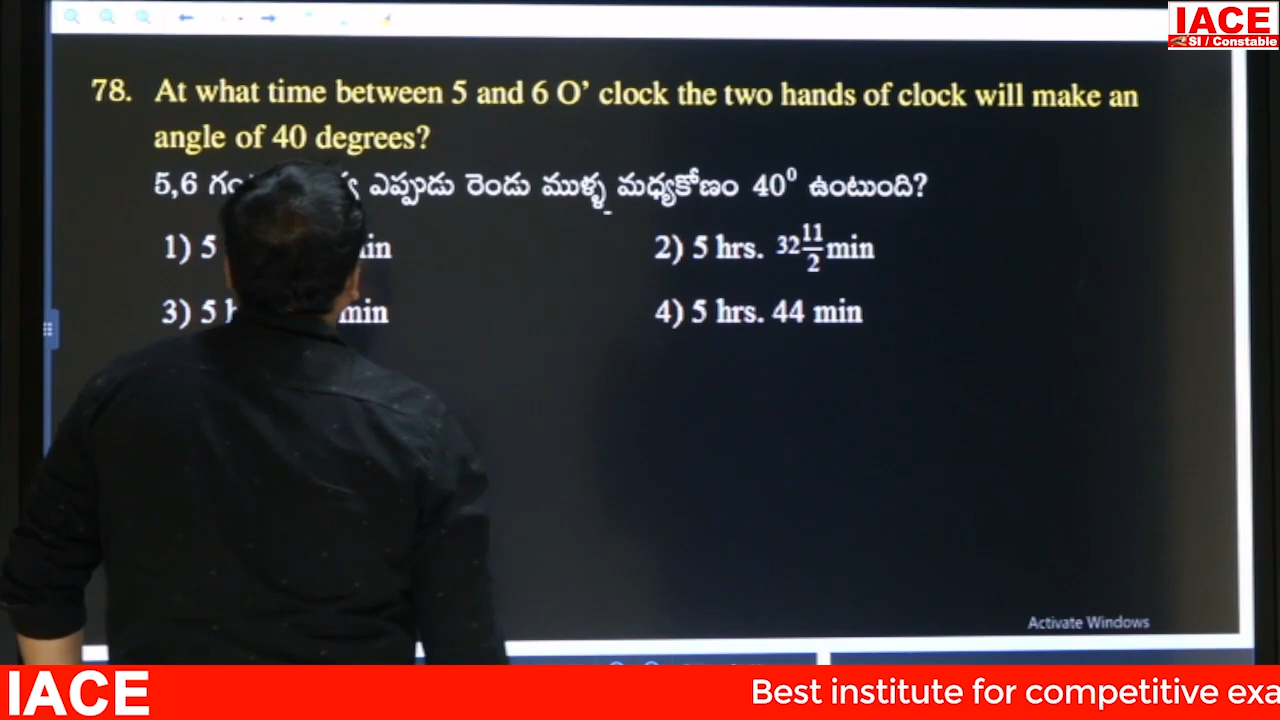 IACE
SI / Constable
78. At what time between 5 and 6 O’ clock the two hands of clock will make an
angle of 40 degrees?
5,6 ఎప్పుడు రెండు ముళ్ళ మధ్యకోణం 40⁰ ఉంటుంది?
1) 5 min 2) 5 hrs. 32 11/2 min
3) 5 min 4) 5 hrs. 44 min
Activate Windows
IACE Best institute for competitive exa